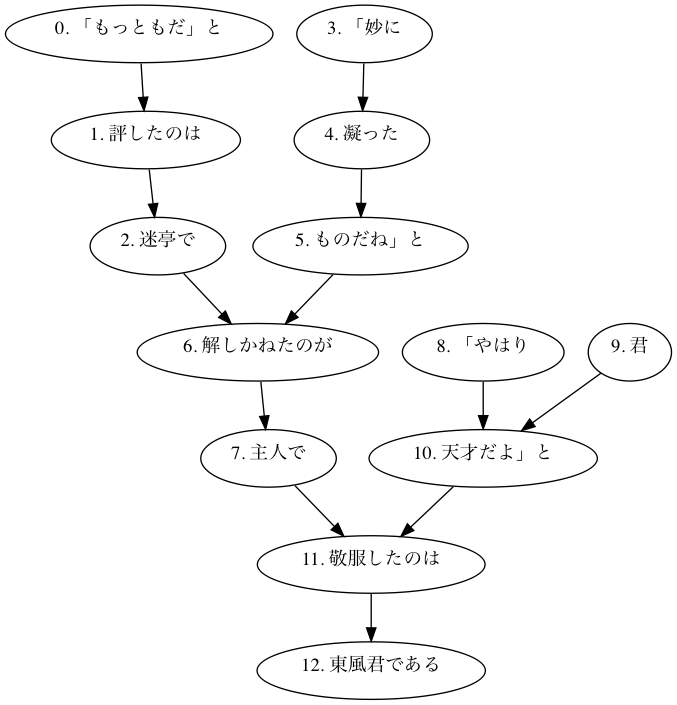 0. 「もっともだ」と
3. 「妙に
1. 評したのは
4. 凝った
2. 迷亭で
5. ものだね」と
6. 解しかねたのが
8. 「やはり
9. 君
7. 主人で
10. 天才だよ」と
11. 敬服したのは
12. 東風君である